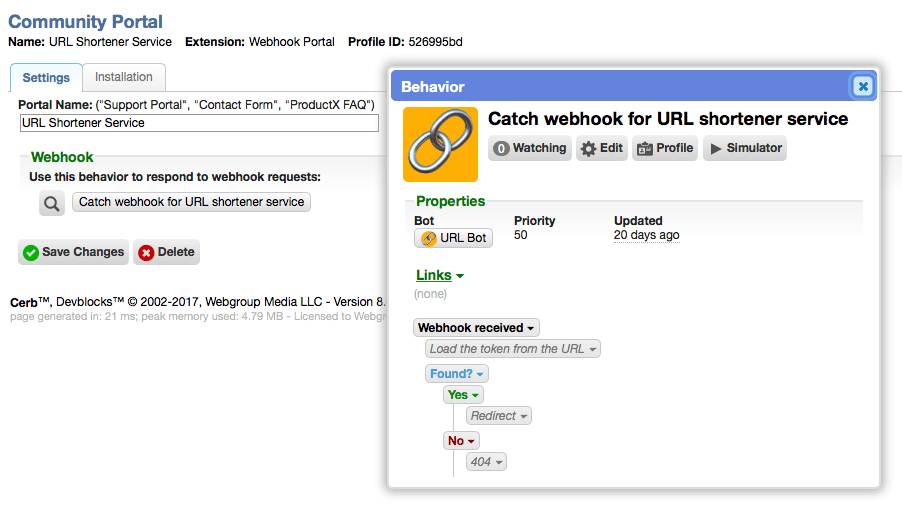 Community Portal
Name: URL Shortener Service Extension: Webhook Portal Profile ID: 526995bd
Settings Installation
Portal Name: ("Support Portal", "Contact Form", "ProductX FAQ")
URL Shortener Service
Webhook
Use this behavior to respond to webhook requests:
Catch webhook for URL shortener service
Save Changes Delete
Cerb™, Devblocks™ © 2002-2017, Webgroup Media LLC - Version 8.
page generated in: 21 ms; peak memory used: 4.79 MB - Licensed to Webgr
Behavior
Catch webhook for URL shortener service
0 Watching Edit Profile Simulator
Properties
Bot Priority Updated
URL Bot 50 20 days ago
Links
(none)
Webhook received
Load the token from the URL
Found?
Yes
Redirect
No
404